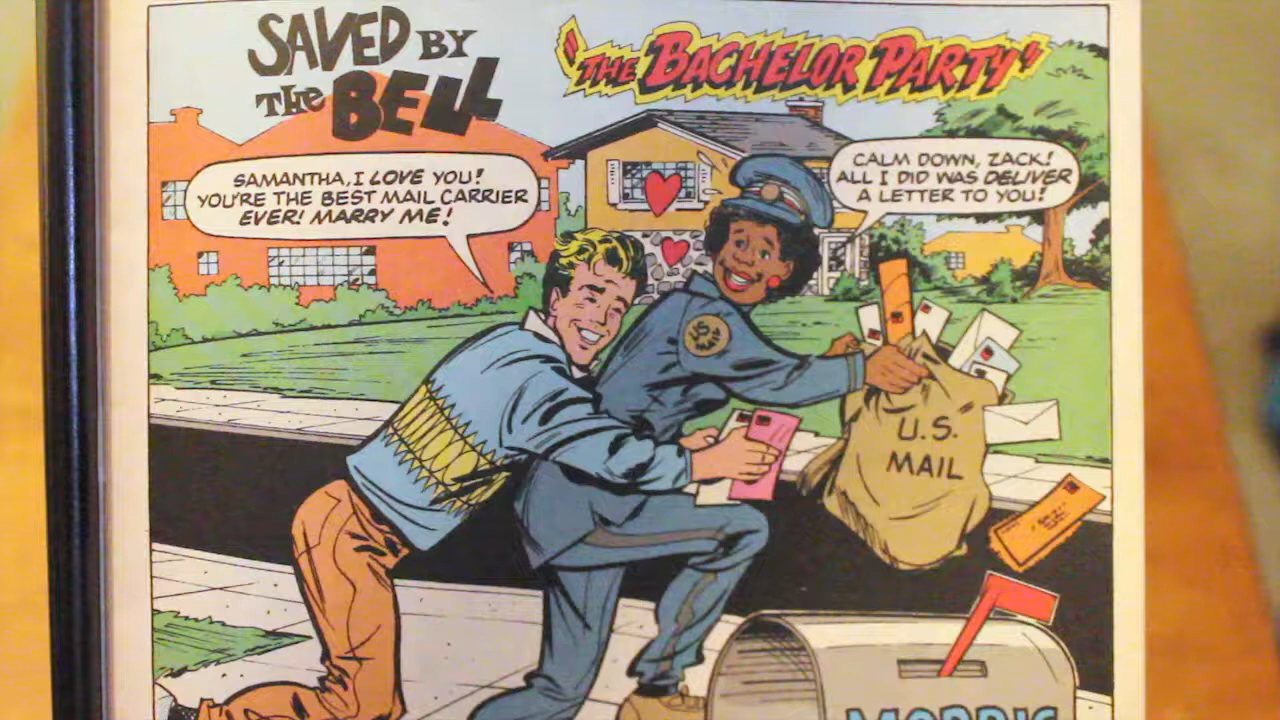 SAVED BY
THE BELL
"THE BACHELOR PARTY"
SAMANTHA, I LOVE YOU!
YOU'RE THE BEST MAIL CARRIER
EVER! MARRY ME!
CALM DOWN, ZACK!
ALL I DID WAS DELIVER
A LETTER TO YOU!
U.S.
U.S.
MAIL
MORRIS